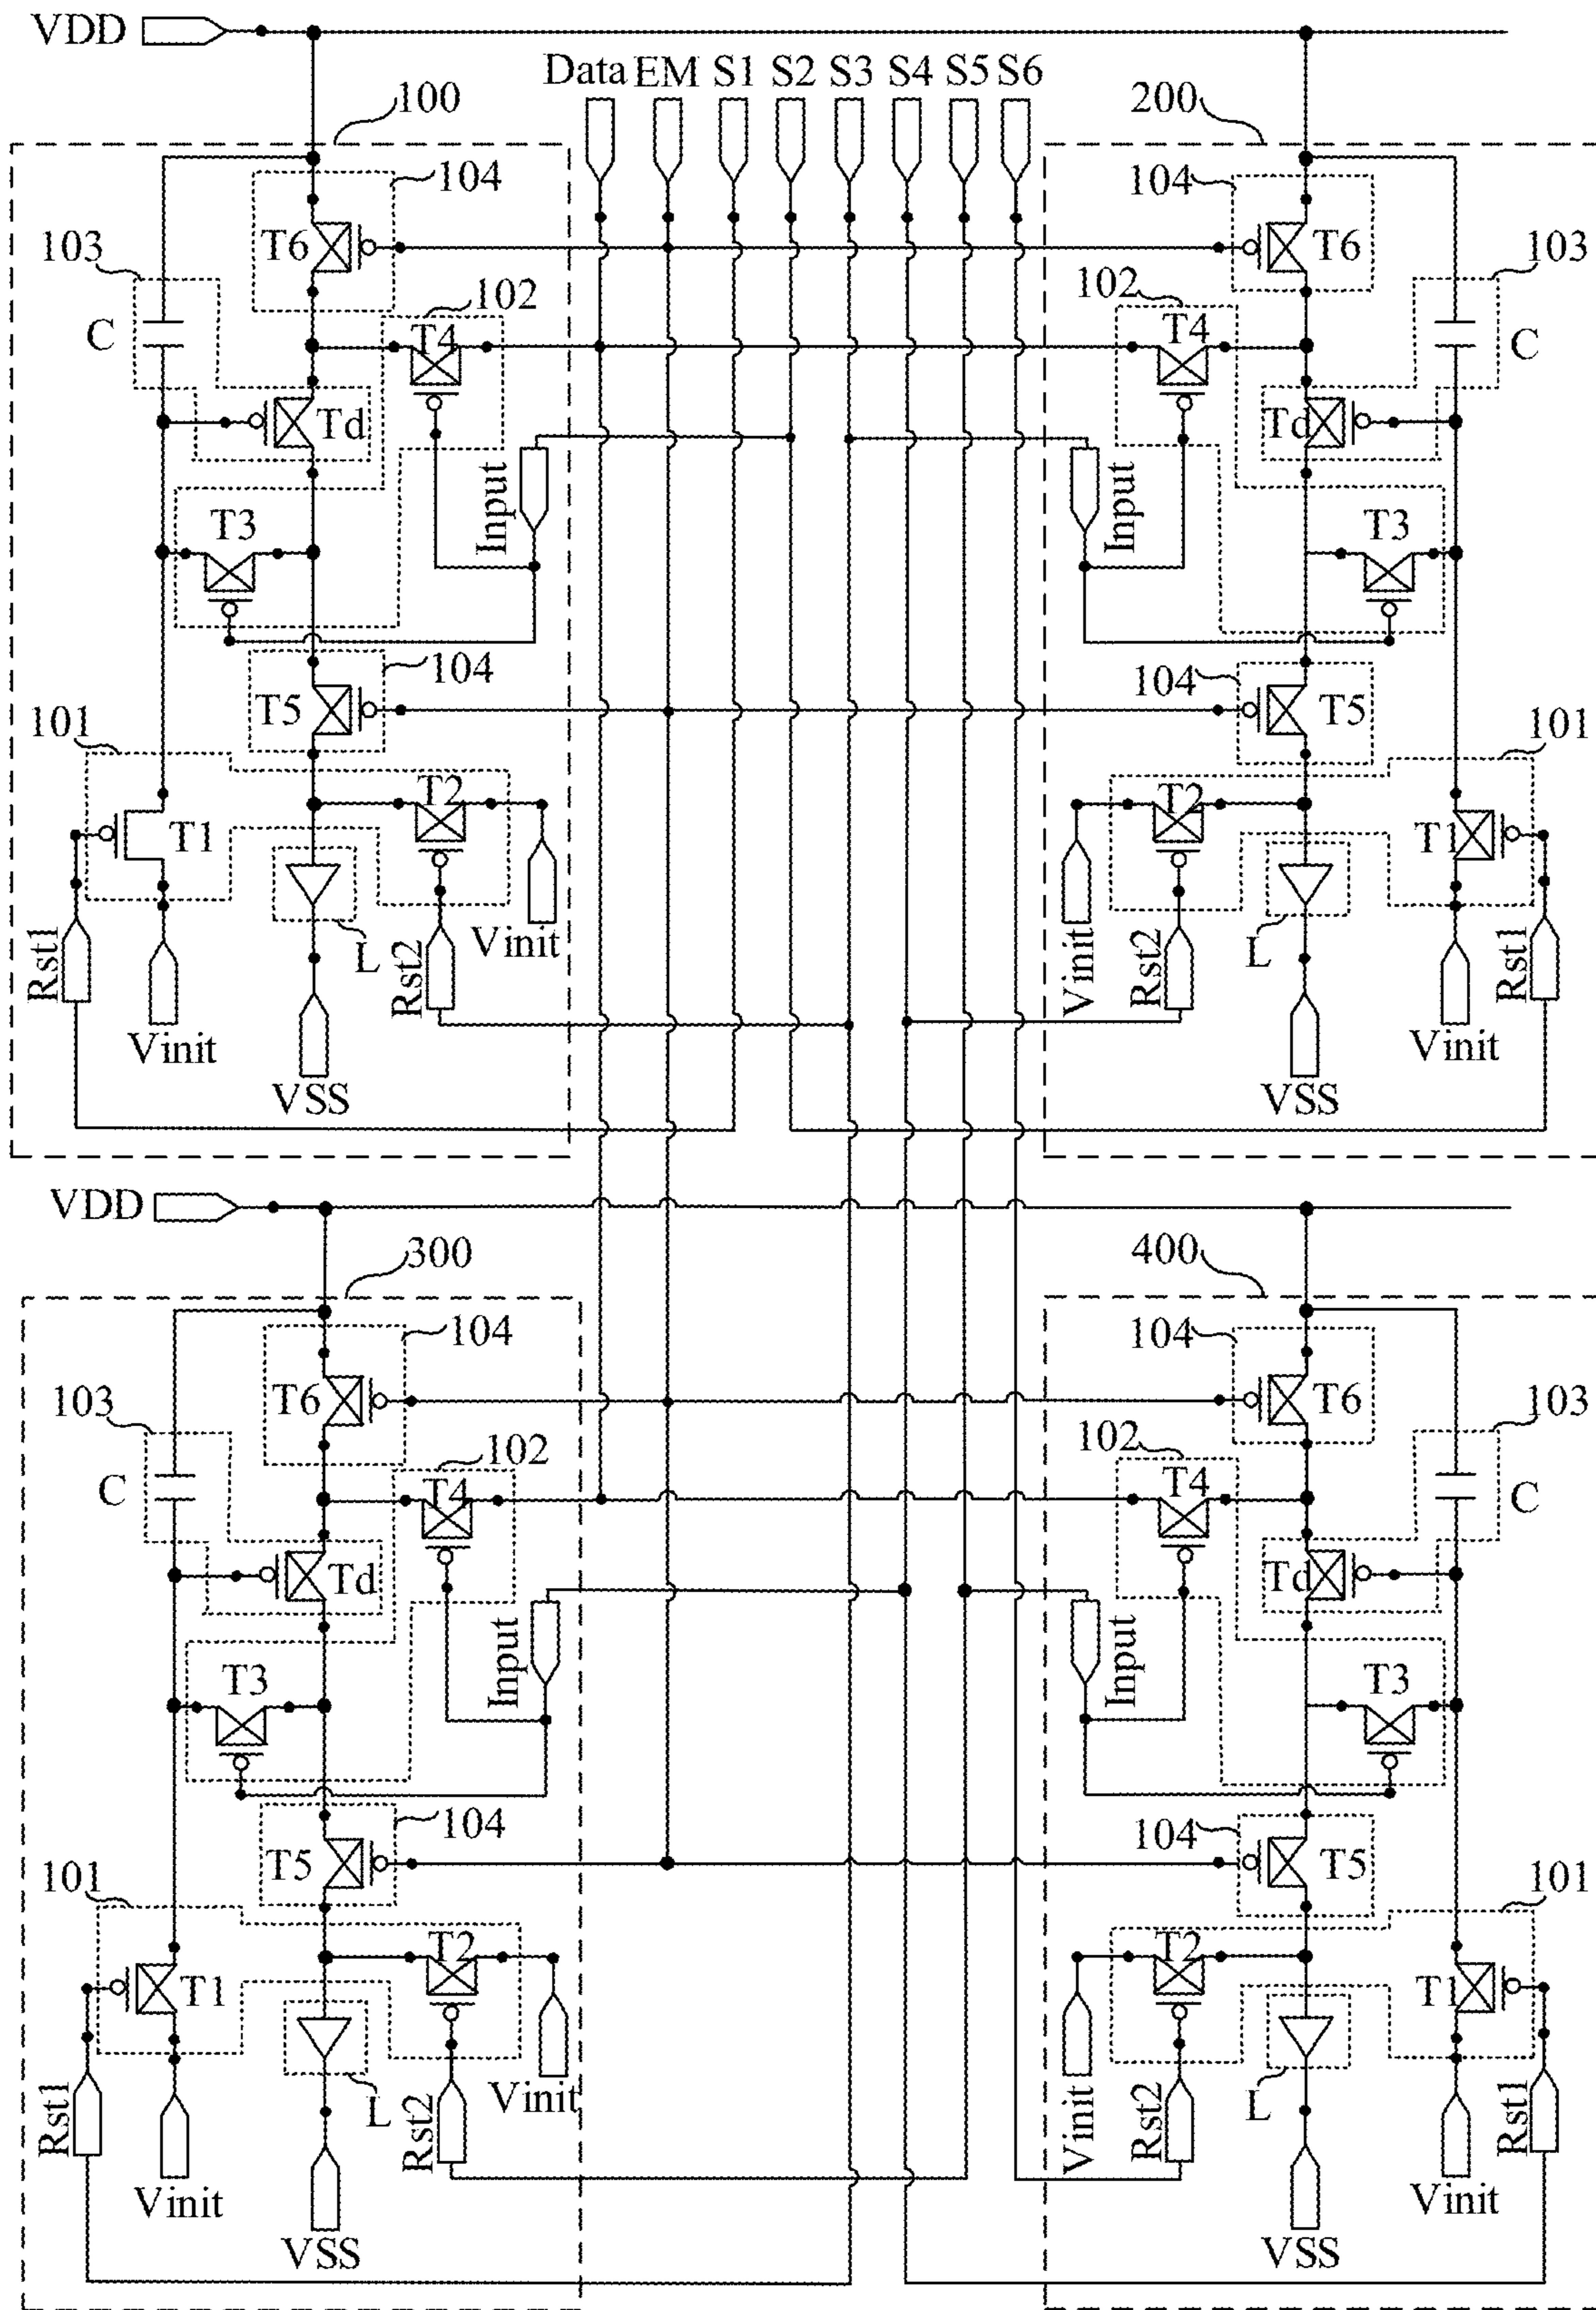 VDD
Data EM S1 S2 S3 S4 S5 S6
100 200
104 104
103 T6 T6 103
102 102
C T4 T4 C
Td Td
Input Input
T3 T3
104 104
T5 T5
101 101
T2 T2
T1 T1
Rst1 Vinit L Rst2 Vinit
Vinit Rst2 L Vinit Rst1
VSS VSS
VDD
300 400
104 104
103 T6 T6 103
102 102
C T4 T4 C
Td Td
Input Input
T3 T3
104 104
T5 T5
101 101
T2 T2
T1 T1
Rst1 Vinit L Rst2 Vinit
Vinit Rst2 L Vinit Rst1
VSS VSS